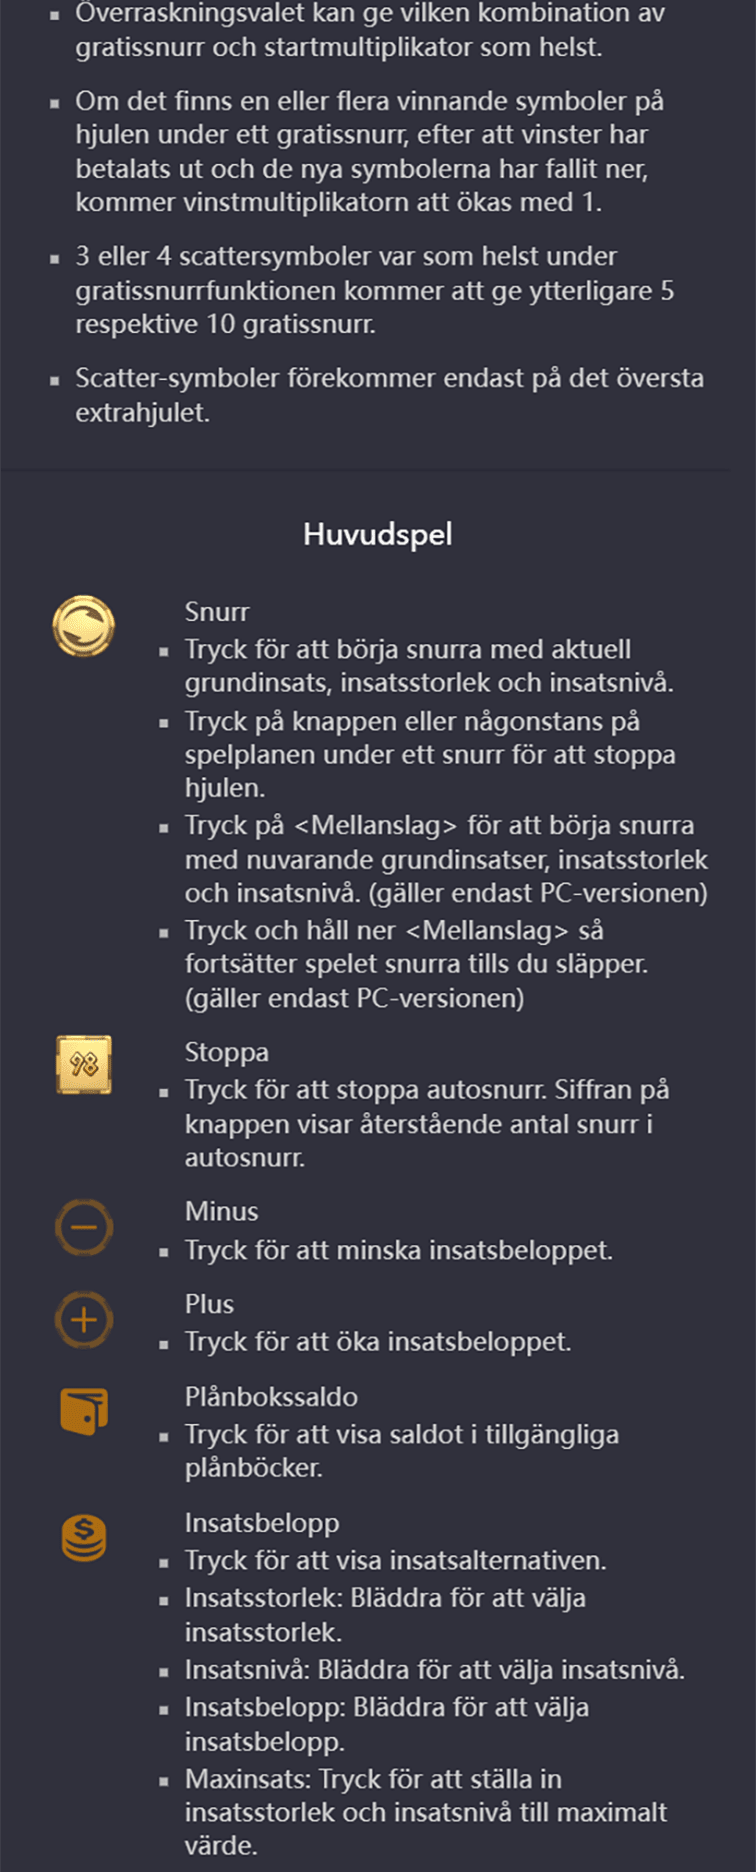 ▪ Överraskningsvalet kan ge vilken kombination av
gratissnurr och startmultiplikator som helst.
▪ Om det finns en eller flera vinnande symboler på
hjulen under ett gratissnurr, efter att vinster har
betalats ut och de nya symbolerna har fallit ner,
kommer vinstmultiplikatorn att ökas med 1.
▪ 3 eller 4 scattersymboler var som helst under
gratissnurrfunktionen kommer att ge ytterligare 5
respektive 10 gratissnurr.
▪ Scatter-symboler förekommer endast på det översta
extrahjulet.
Huvudspel
Snurr
▪ Tryck för att börja snurra med aktuell
grundinsats, insatsstorlek och insatsnivå.
▪ Tryck på knappen eller någonstans på
spelplanen under ett snurr för att stoppa
hjulen.
▪ Tryck på <Mellanslag> för att börja snurra
med nuvarande grundinsatser, insatsstorlek
och insatsnivå. (gäller endast PC-versionen)
▪ Tryck och håll ner <Mellanslag> så
fortsätter spelet snurra tills du släpper.
(gäller endast PC-versionen)
98
Stoppa
▪ Tryck för att stoppa autosnurr. Siffran på
knappen visar återstående antal snurr i
autosnurr.
Minus
▪ Tryck för att minska insatsbeloppet.
Plus
▪ Tryck för att öka insatsbeloppet.
Plånbokssaldo
▪ Tryck för att visa saldot i tillgängliga
plånböcker.
$
Insatsbelopp
▪ Tryck för att visa insatsalternativen.
▪ Insatsstorlek: Bläddra för att välja
insatsstorlek.
▪ Insatsnivå: Bläddra för att välja insatsnivå.
▪ Insatsbelopp: Bläddra för att välja
insatsbelopp.
▪ Maxinsats: Tryck för att ställa in
insatsstorlek och insatsnivå till maximalt
värde.